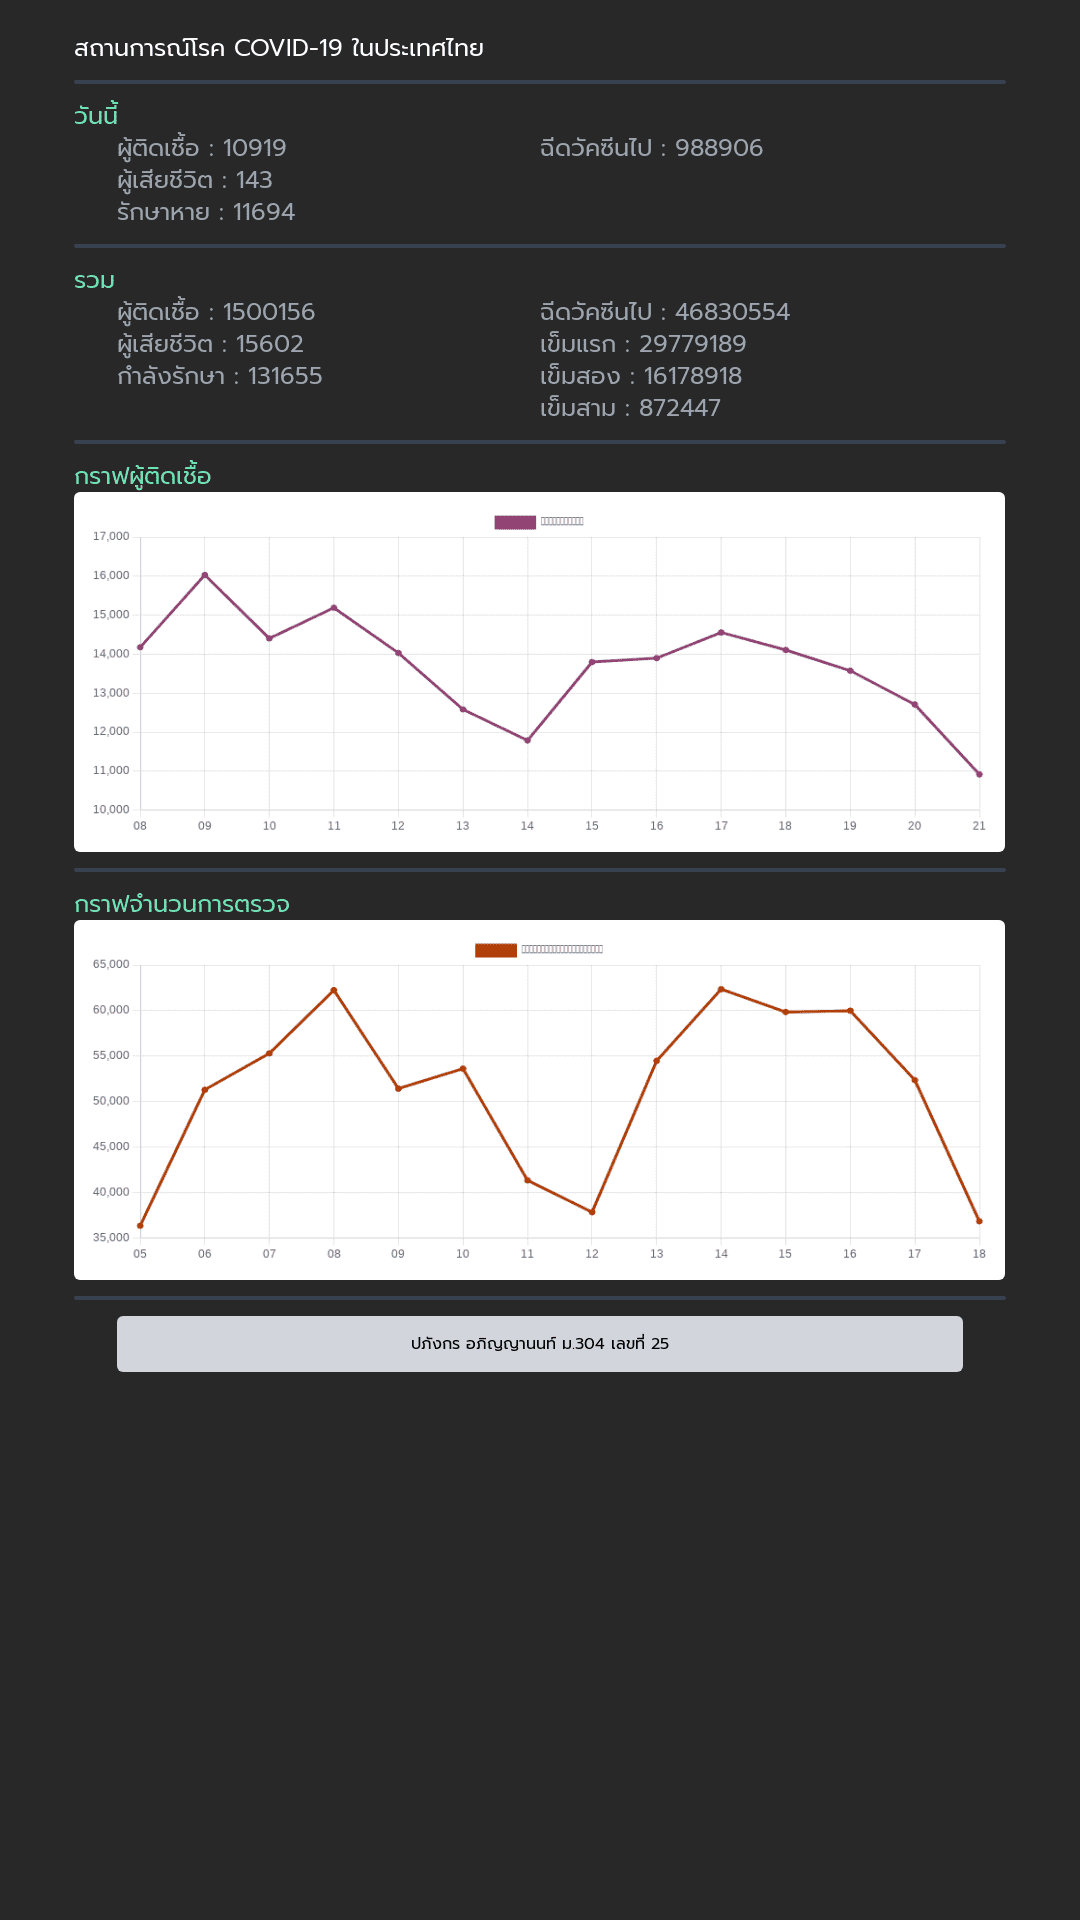 สถานการณ์โรค COVID-19 ในประเทศไทย
วันนี้
ผู้ติดเชื้อ : 10919
ผู้เสียชีวิต : 143
รักษาหาย : 11694
ฉีดวัคซีนไป : 988906
รวม
ผู้ติดเชื้อ : 1500156
ผู้เสียชีวิต : 15602
กำลังรักษา : 131655
ฉีดวัคซีนไป : 46830554
เข็มแรก : 29779189
เข็มสอง : 16178918
เข็มสาม : 872447
กราฟผู้ติดเชื้อ
17,000
16,000
15,000
14,000
13,000
12,000
11,000
10,000
08 09 10 11 12 13 14 15 16 17 18 19 20 21
กราฟจำนวนการตรวจ
65,000
60,000
55,000
50,000
45,000
40,000
35,000
05 06 07 08 09 10 11 12 13 14 15 16 17 18
ปภังกร อภิญญานนท์ ม.304 เลขที่ 25